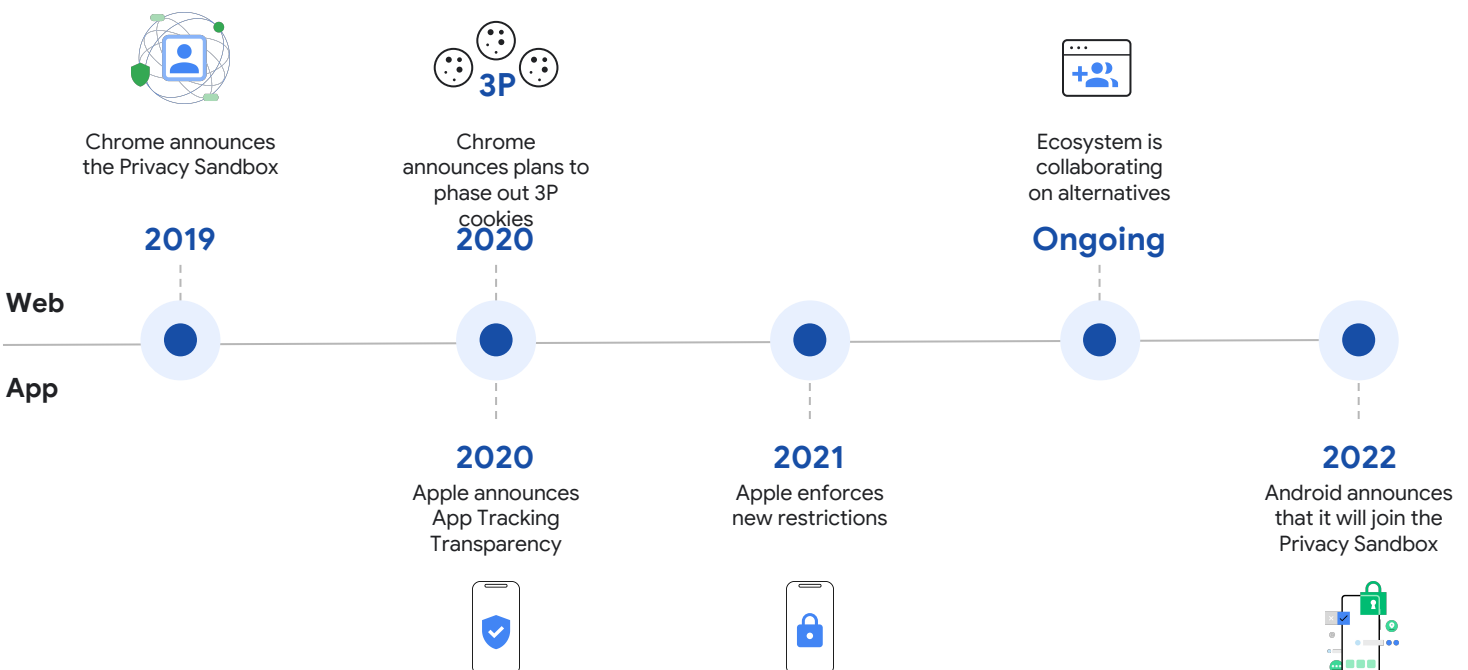 3P
Chrome announces
the Privacy Sandbox
Chrome
announces plans to
phase out 3P
cookies
Ecosystem is
collaborating
on alternatives
2019
2020
Ongoing
Web
App
2020
Apple announces
App Tracking
Transparency
2021
Apple enforces
new restrictions
2022
Android announces
that it will join the
Privacy Sandbox